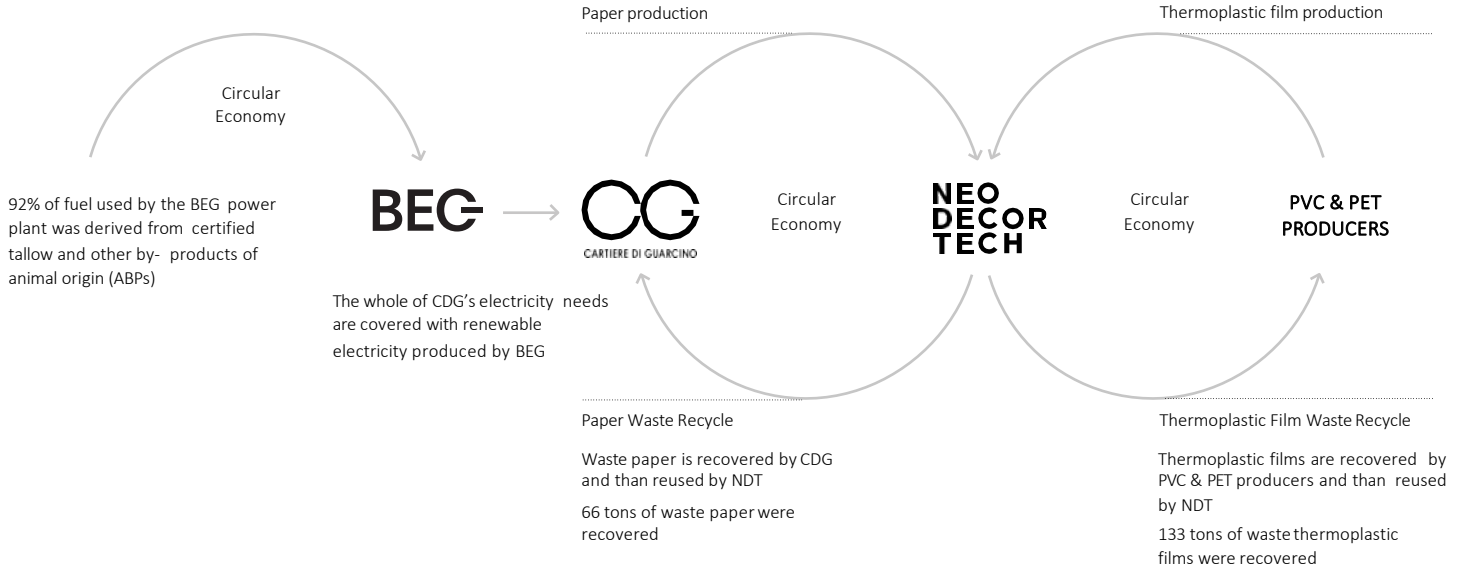 Paper production
Thermoplastic film production
Circular
Economy
92% of fuel used by the BEG power
plant was derived from certified
tallow and other by- products of
animal origin (ABPs)
BEG
The whole of CDG's electricity needs
are covered with renewable
electricity produced by BEG
CG
CARTIERE DI GUARCINO
Circular
Economy
NEO
DECOR
TECH
Circular
Economy
PVC & PET
PRODUCERS
Paper Waste Recycle
Waste paper is recovered by CDG
and than reused by NDT
66 tons of waste paper were
recovered
Thermoplastic Film Waste Recycle
Thermoplastic films are recovered by
PVC & PET producers and than reused
by NDT
133 tons of waste thermoplastic
films were recovered